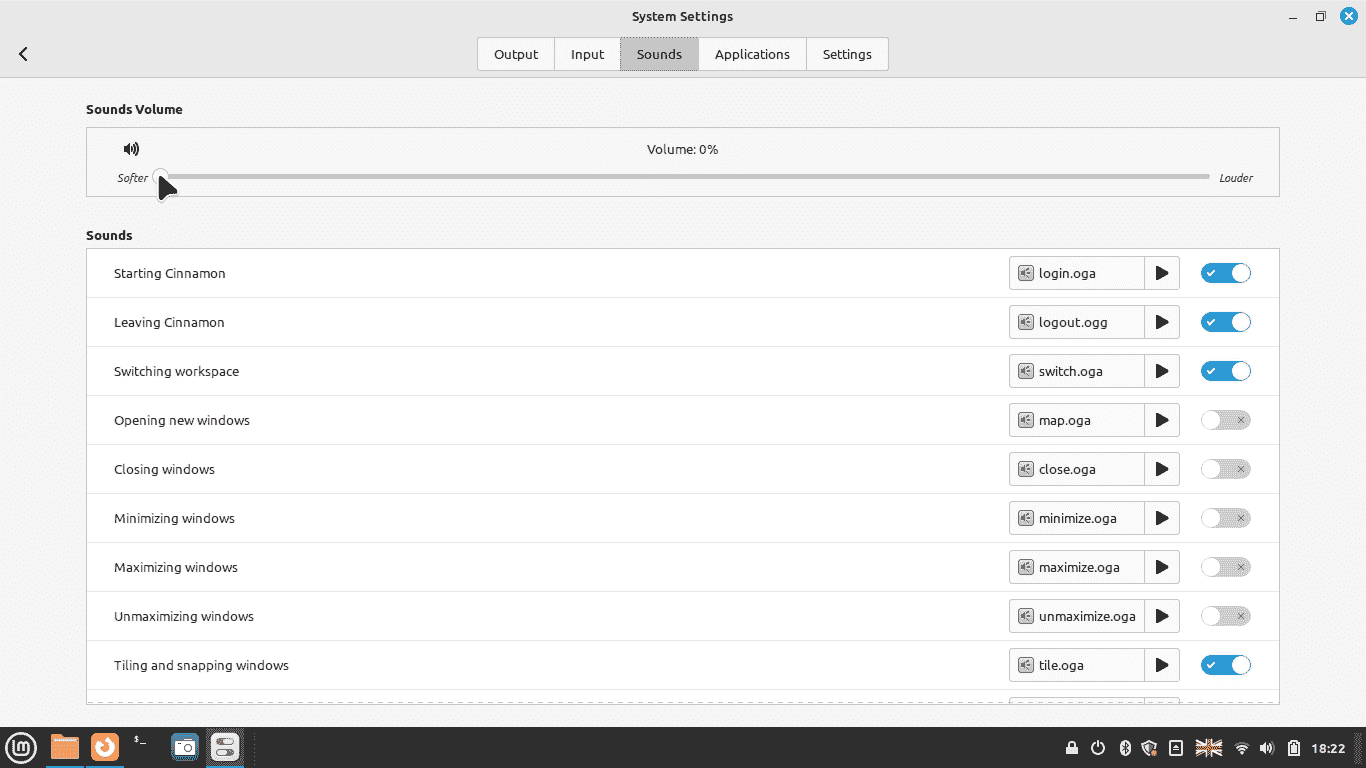 System Settings
Output Input Sounds Applications Settings
Sounds Volume
Volume: 0%
Softer Louder
Sounds
Starting Cinnamon login.oga
Leaving Cinnamon logout.ogg
Switching workspace switch.oga
Opening new windows map.oga
Closing windows close.oga
Minimizing windows minimize.oga
Maximizing windows maximize.oga
Unmaximizing windows unmaximize.oga
Tiling and snapping windows tile.oga
18:22